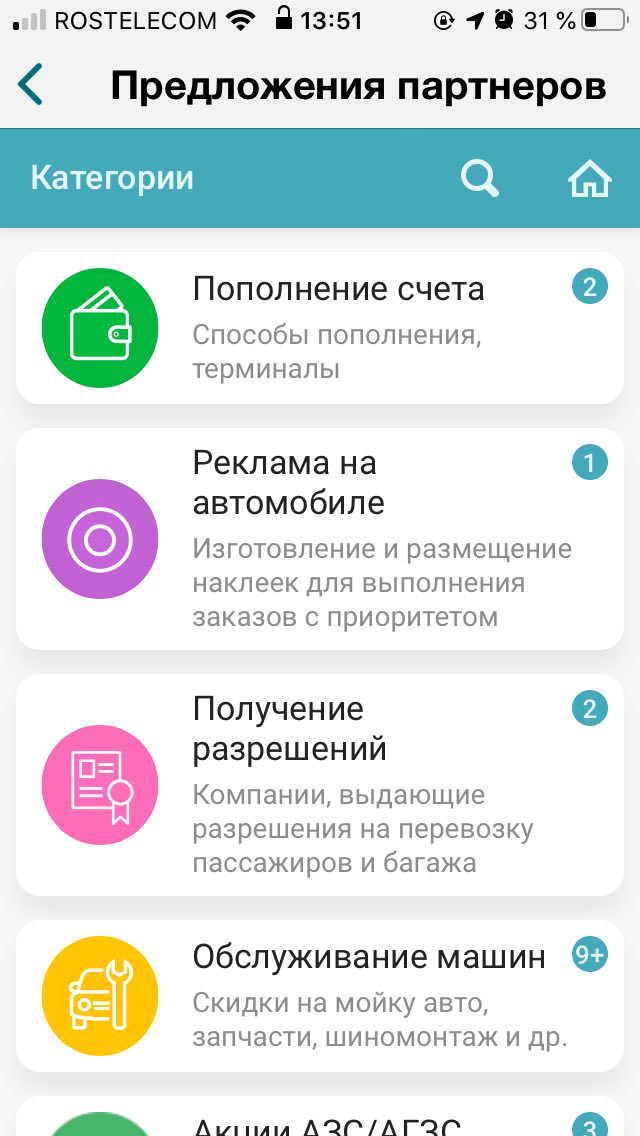 ROSTELECOM 13:51 31 %
Предложения партнеров
Категории
Пополнение счета 2
Способы пополнения,
терминалы
Реклама на 1
автомобиле
Изготовление и размещение
наклеек для выполнения
заказов с приоритетом
Получение 2
разрешений
Компании, выдающие
разрешения на перевозку
пассажиров и багажа
Обслуживание машин 9+
Скидки на мойку авто,
запчасти, шиномонтаж и др.
Акции АЗС/АГЗС 3